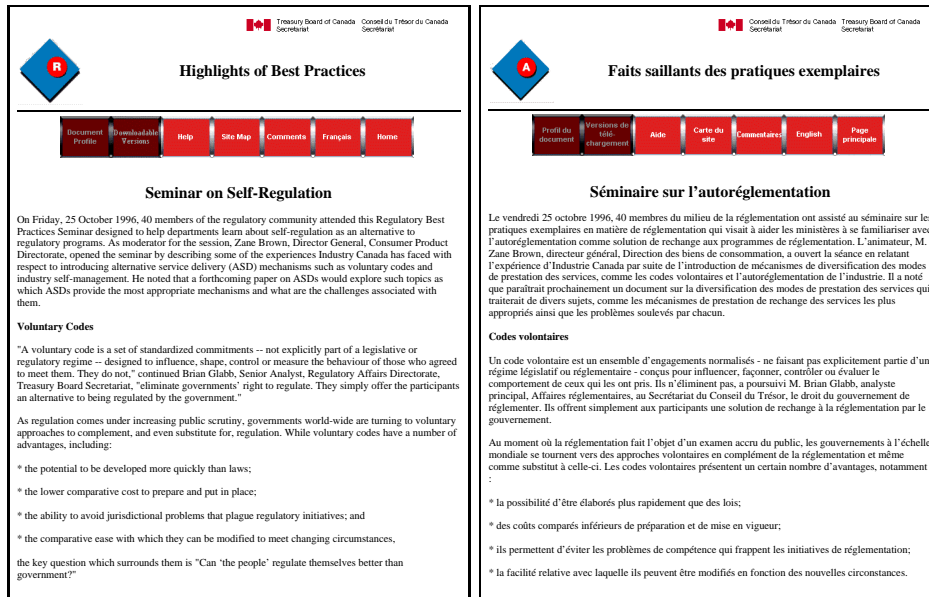 Treasury Board of Canada Conseil du Trésor du Canada
Secretariat Secrétariat
R
Highlights of Best Practices
Document Profile Downloadable Versions Help Site Map Comments Français Home
Seminar on Self-Regulation
On Friday, 25 October 1996, 40 members of the regulatory community attended this Regulatory Best
Practices Seminar designed to help departments learn about self-regulation as an alternative to
regulatory programs. As moderator for the session, Zane Brown, Director General, Consumer Product
Directorate, opened the seminar by describing some of the experiences Industry Canada has faced with
respect to introducing alternative service delivery (ASD) mechanisms such as voluntary codes and
industry self-management. He noted that a forthcoming paper on ASDs would explore such topics as
which ASDs provide the most appropriate mechanisms and what are the challenges associated with
them.
Voluntary Codes
"A voluntary code is a set of standardized commitments -- not explicitly part of a legislative or
regulatory regime -- designed to influence, shape, control or measure the behaviour of those who agreed
to meet them. They do not," continued Brian Glabb, Senior Analyst, Regulatory Affairs Directorate,
Treasury Board Secretariat, "eliminate governments' right to regulate. They simply offer the participants
an alternative to being regulated by the government."
As regulation comes under increasing public scrutiny, governments world-wide are turning to voluntary
approaches to complement, and even substitute for, regulation. While voluntary codes have a number of
advantages, including:
* the potential to be developed more quickly than laws;
* the lower comparative cost to prepare and put in place;
* the ability to avoid jurisdictional problems that plague regulatory initiatives; and
* the comparative ease with which they can be modified to meet changing circumstances,
the key question which surrounds them is "Can ‘the people’ regulate themselves better than
government?"
Conseil du Trésor du Canada Treasury Board of Canada
Secrétariat Secretariat
A
Faits saillants des pratiques exemplaires
Profil du document Versions de télé-chargement Aide Carte du site Commentaires English Page principale
Séminaire sur l’autoréglementation
Le vendredi 25 octobre 1996, 40 membres du milieu de la réglementation ont assisté au séminaire sur les
pratiques exemplaires en matière de réglementation qui visait à aider les ministères à se familiariser avec
l’autoréglementation comme solution de rechange aux programmes de réglementation. L’animateur, M.
Zane Brown, directeur général, Direction des biens de consommation, a ouvert la séance en relatant
l’expérience d’Industrie Canada par suite de l’introduction de mécanismes de diversification des modes
de prestation des services, comme les codes volontaires et l’autoréglementation de l’industrie. Il a noté
que paraîtrait prochainement un document sur la diversification des modes de prestation des services qui
traiterait de divers sujets, comme les mécanismes de prestation de rechange des services les plus
appropriés ainsi que les problèmes soulevés par chacun.
Codes volontaires
Un code volontaire est un ensemble d’engagements normalisés - ne faisant pas explicitement partie d’un
régime législatif ou réglementaire - conçus pour influencer, façonner, contrôler ou évaluer le
comportement de ceux qui les ont pris. Ils n’éliminent pas, a poursuivi M. Brian Glabb, analyste
principal, Affaires réglementaires, au Secrétariat du Conseil du Trésor, le droit du gouvernement de
réglementer. Ils offrent simplement aux participants une solution de rechange à la réglementation par le
gouvernement.
Au moment où la réglementation fait l’objet d’un examen accru du public, les gouvernements à l’échelle
mondiale se tournent vers des approches volontaires en complément de la réglementation et même
comme substitut à celle-ci. Les codes volontaires présentent un certain nombre d’avantages, notamment
:
* la possibilité d’être élaborés plus rapidement que des lois;
* des coûts comparés inférieurs de préparation et de mise en vigueur;
* ils permettent d’éviter les problèmes de compétence qui frappent les initiatives de réglementation;
* la facilité relative avec laquelle ils peuvent être modifiés en fonction des nouvelles circonstances.